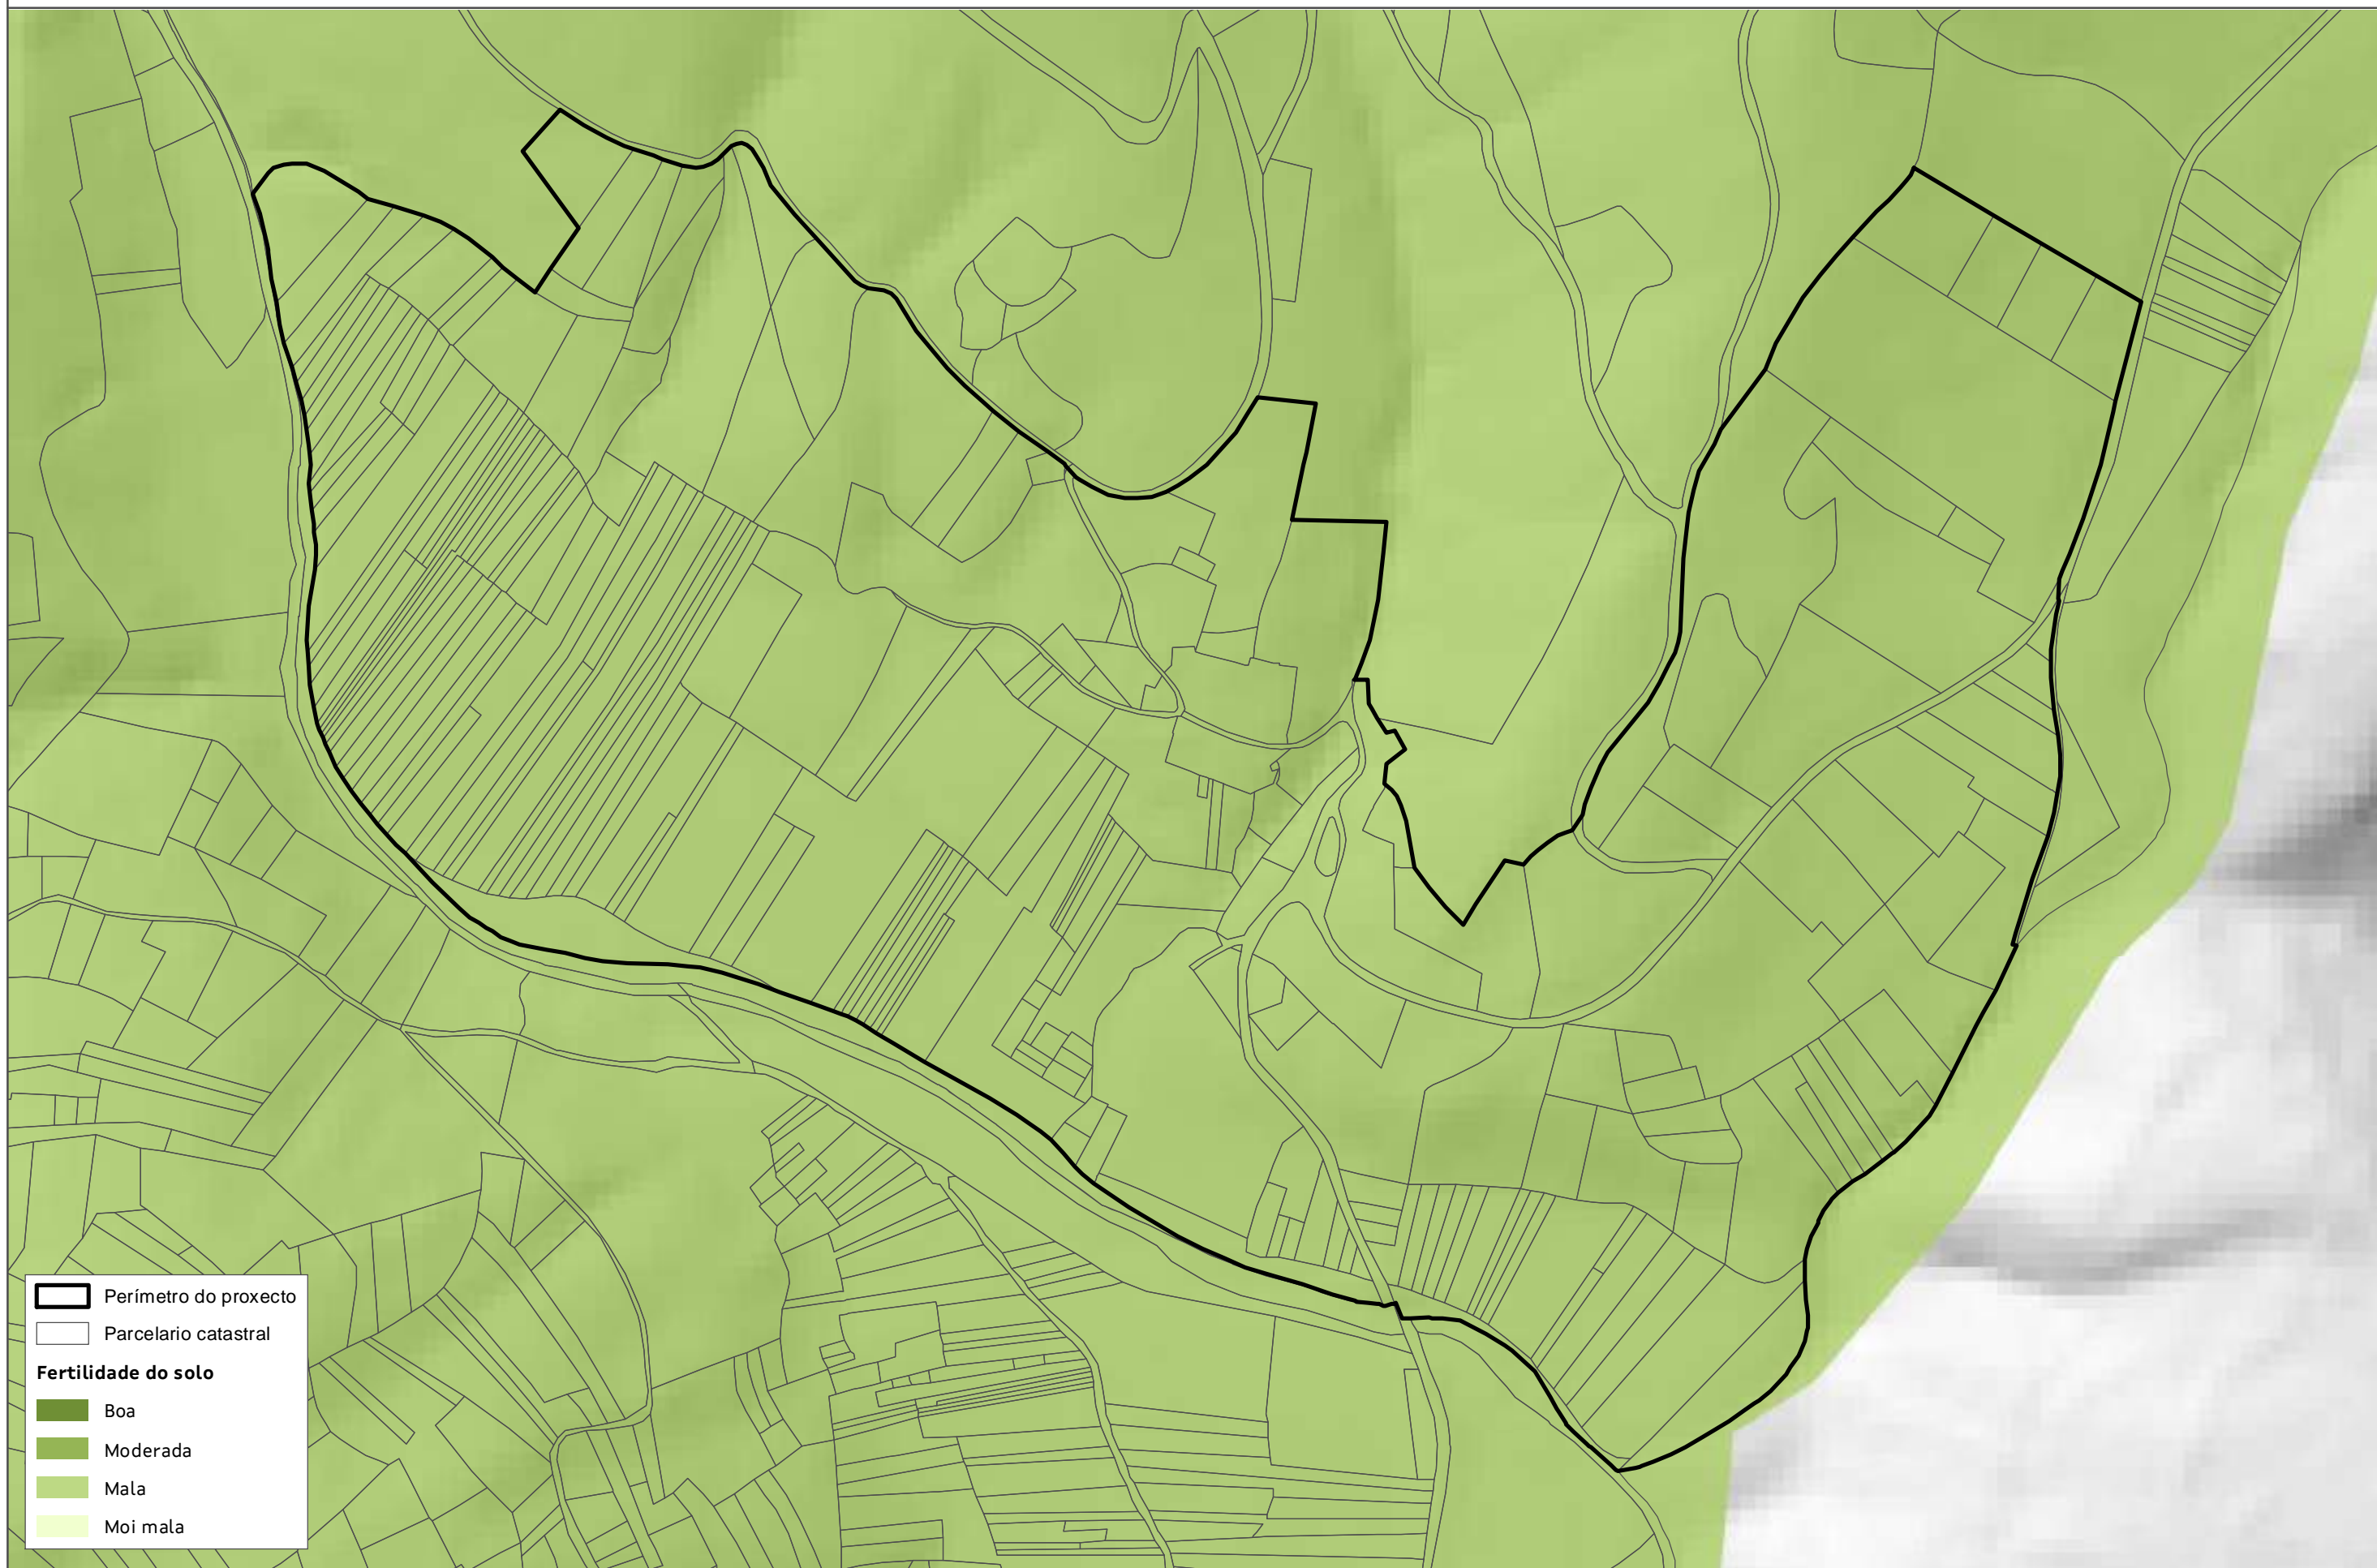 Perímetro do proxecto
Parcelario catastral
Fertilidade do solo
Boa
Moderada
Mala
Moi mala